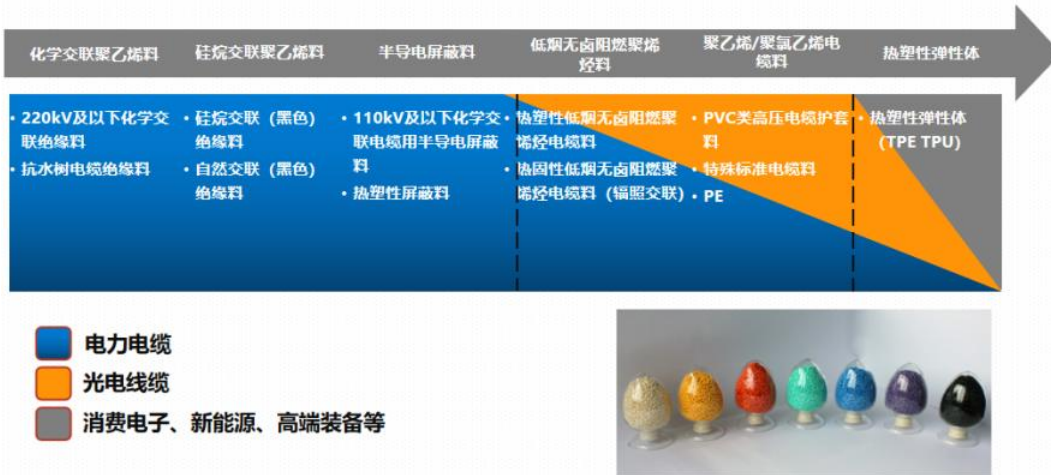 化学交联聚乙烯料
硅烷交联聚乙烯料
半导电屏蔽料
低烟无卤阻燃聚烯
烃料
聚乙烯/聚氯乙烯电
缆料
热塑性弹性体
• 220kV及以下化学交
联绝缘料
• 抗水树电缆绝缘料
• 硅烷交联（黑色）
绝缘料
• 自然交联（黑色）
绝缘料
• 110kV及以下化学交
联电缆用半导电屏蔽
料
• 热塑性屏蔽料
• 热塑性低烟无卤阻燃聚
烯烃电缆料
• 热固性低烟无卤阻燃聚
烯烃电缆料（辐照交联）
• PVC类高压电缆护套
料
• 特殊标准电缆料
• PE
• 热塑性弹性体
(TPE TPU)
电力电缆
光电线缆
消费电子、新能源、高端装备等